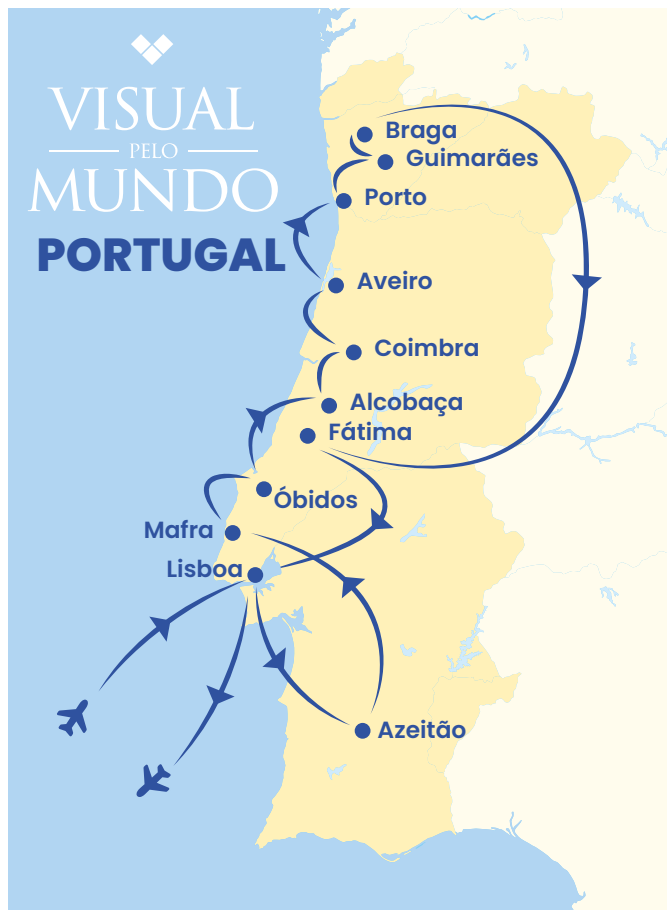 VISUAL
PELO
MUNDO
PORTUGAL
Braga
Guimarães
Porto
Aveiro
Coimbra
Alcobaça
Fátima
Óbidos
Mafra
Lisboa
Azeitão